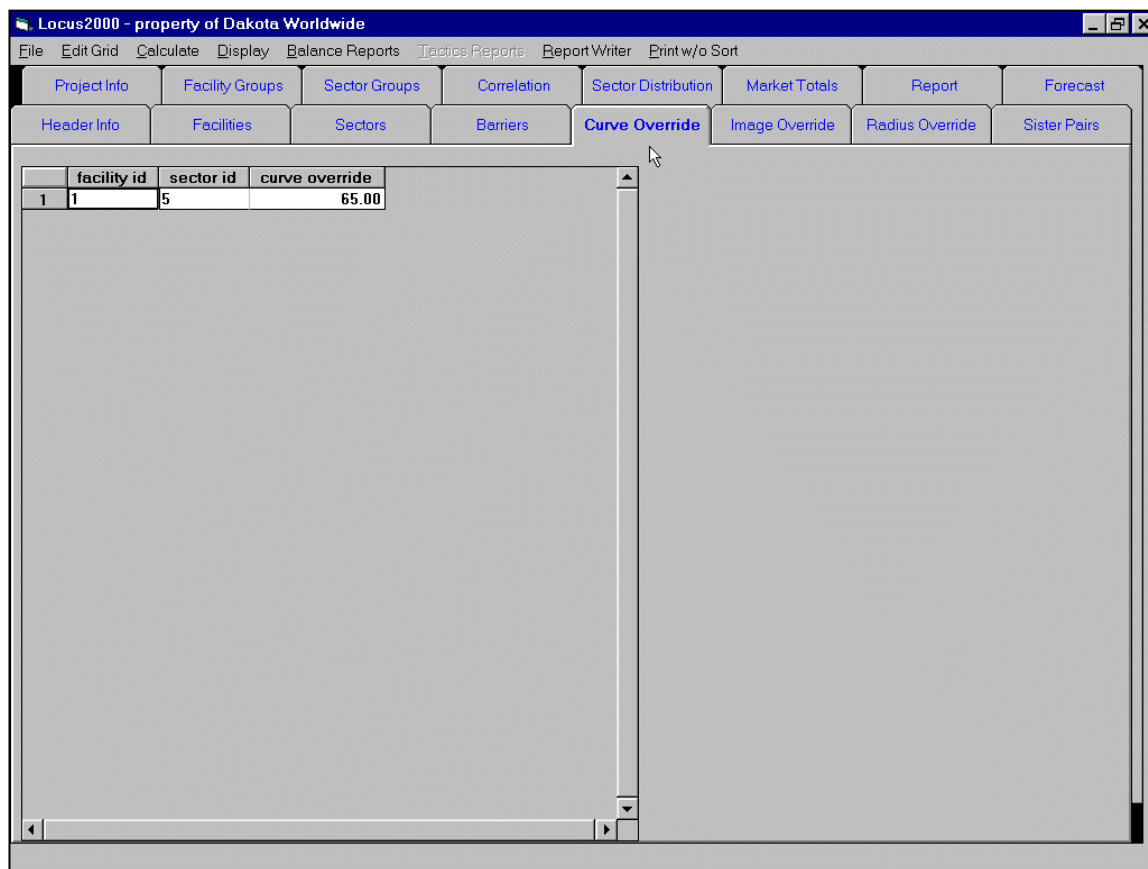 Locus2000 - property of Dakota Worldwide
File Edit Grid Calculate Display Balance Reports Tactics Reports Report Writer Print w/o Sort
Project Info Facility Groups Sector Groups Correlation Sector Distribution Market Totals Report Forecast
Header Info Facilities Sectors Barriers Curve Override Image Override Radius Override Sister Pairs
facility id sector id curve override
1 1 5 65.00